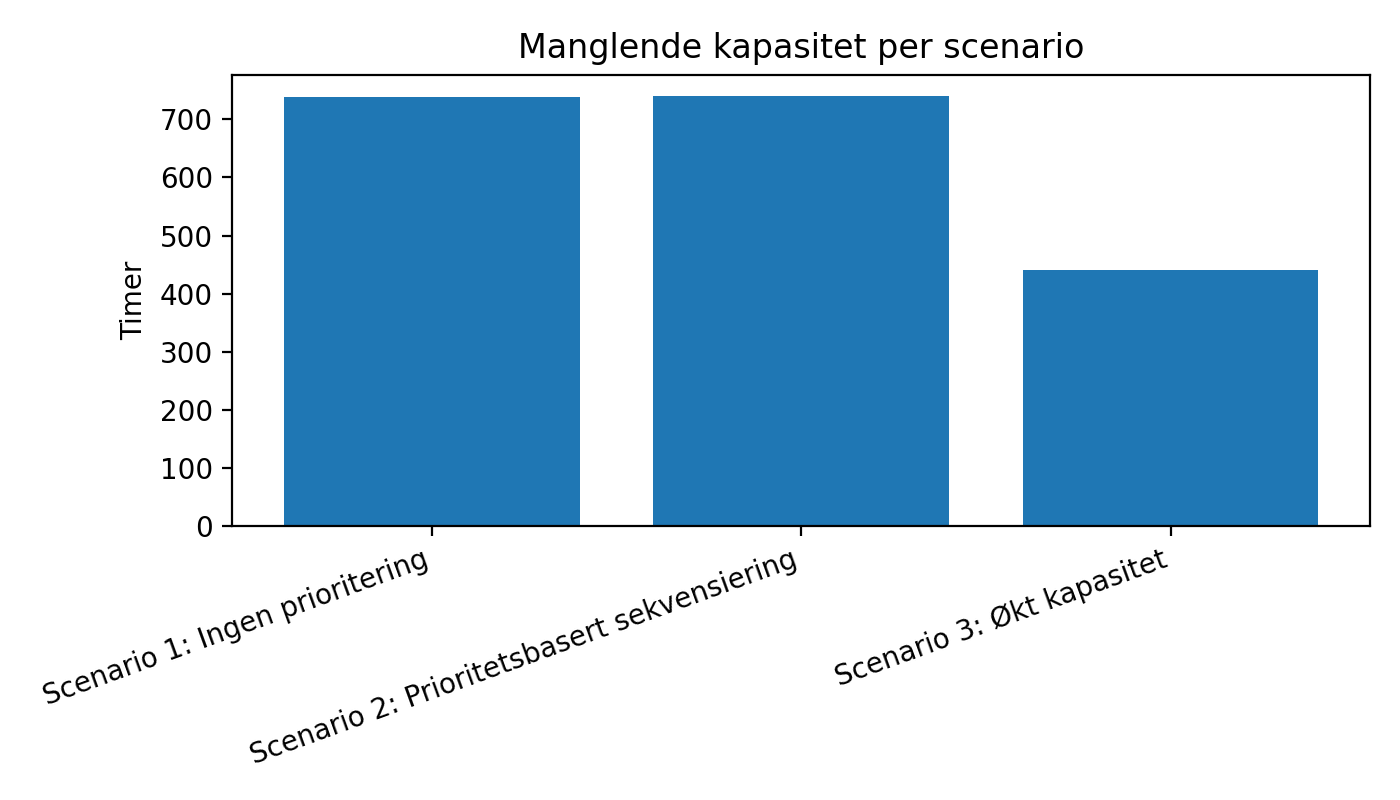 Manglende kapasitet per scenario
Timer
700
600
500
400
300
200
100
0
Scenario 1: Ingen prioritering
Scenario 2: Prioritetsbasert sekvensiering
Scenario 3: Økt kapasitet